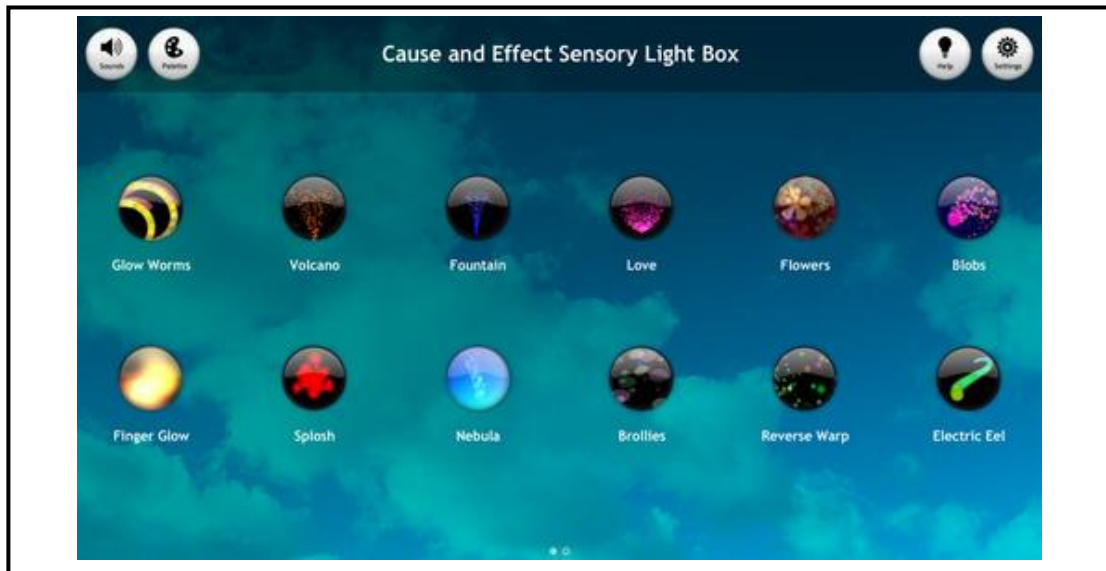 Cause and Effect Sensory Light Box
Sounds
Palette
Help
Settings
Glow Worms
Volcano
Fountain
Love
Flowers
Blobs
Finger Glow
Splosh
Nebula
Brollies
Reverse Warp
Electric Eel